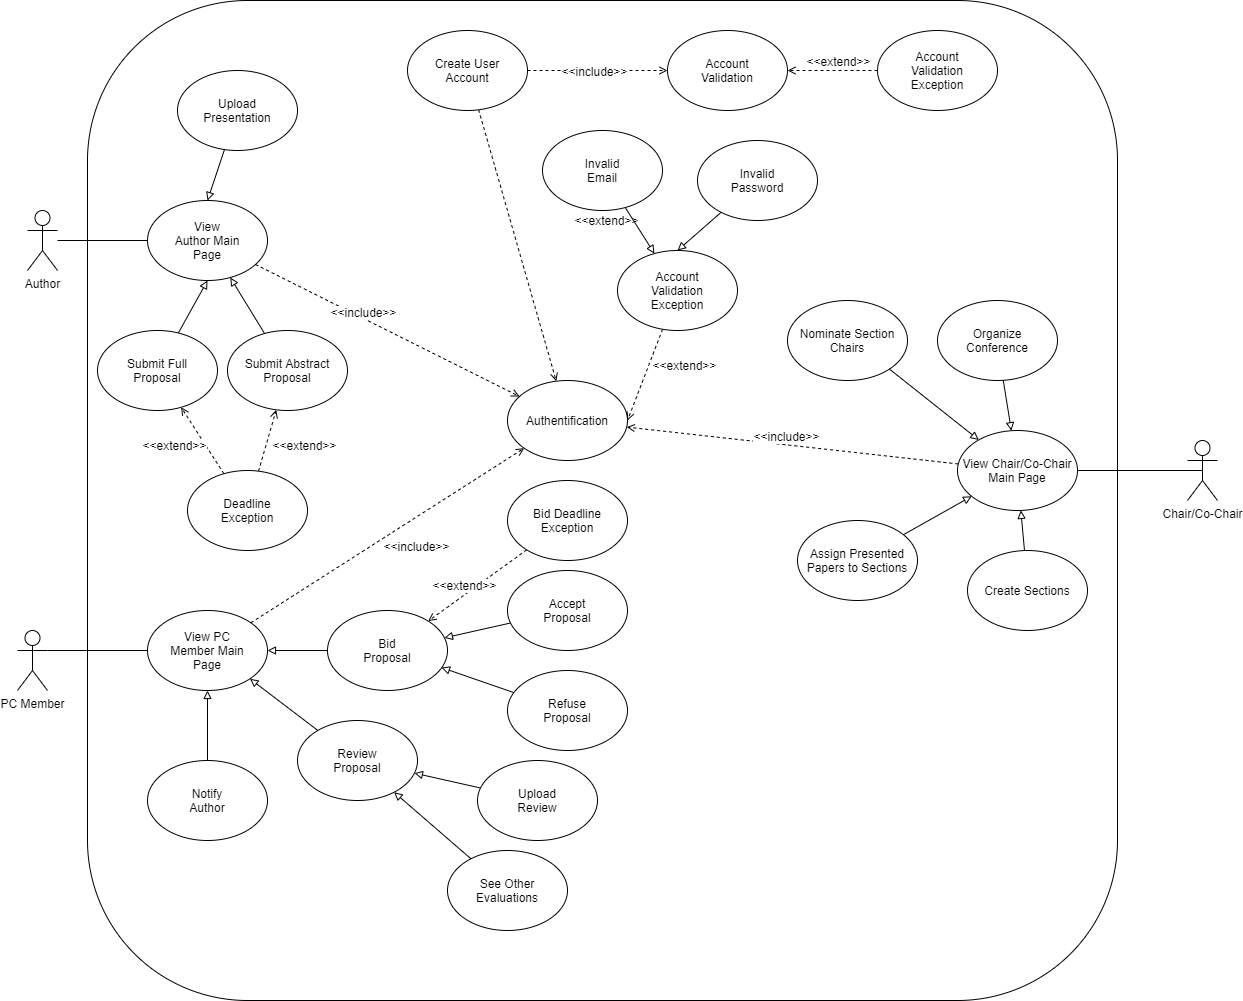 Create User
Account
<<include>>
Account
Validation
<<extend>>
Account
Validation
Exception
Upload
Presentation
Invalid
Email
Invalid
Password
<<extend>>
View
Author Main
Page
Author
Account
Validation
Exception
<<include>>
Nominate Section
Chairs
Organize
Conference
Submit Full
Proposal
Submit Abstract
Proposal
<<extend>>
Authentification
<<include>>
<<extend>>
<<extend>>
View Chair/Co-Chair
Main Page
Chair/Co-Chair
Deadline
Exception
Bid Deadline
Exception
<<include>>
Assign Presented
Papers to Sections
Create Sections
<<extend>>
Accept
Proposal
View PC
Member Main
Page
Bid
Proposal
PC Member
Refuse
Proposal
Review
Proposal
Notify
Author
Upload
Review
See Other
Evaluations